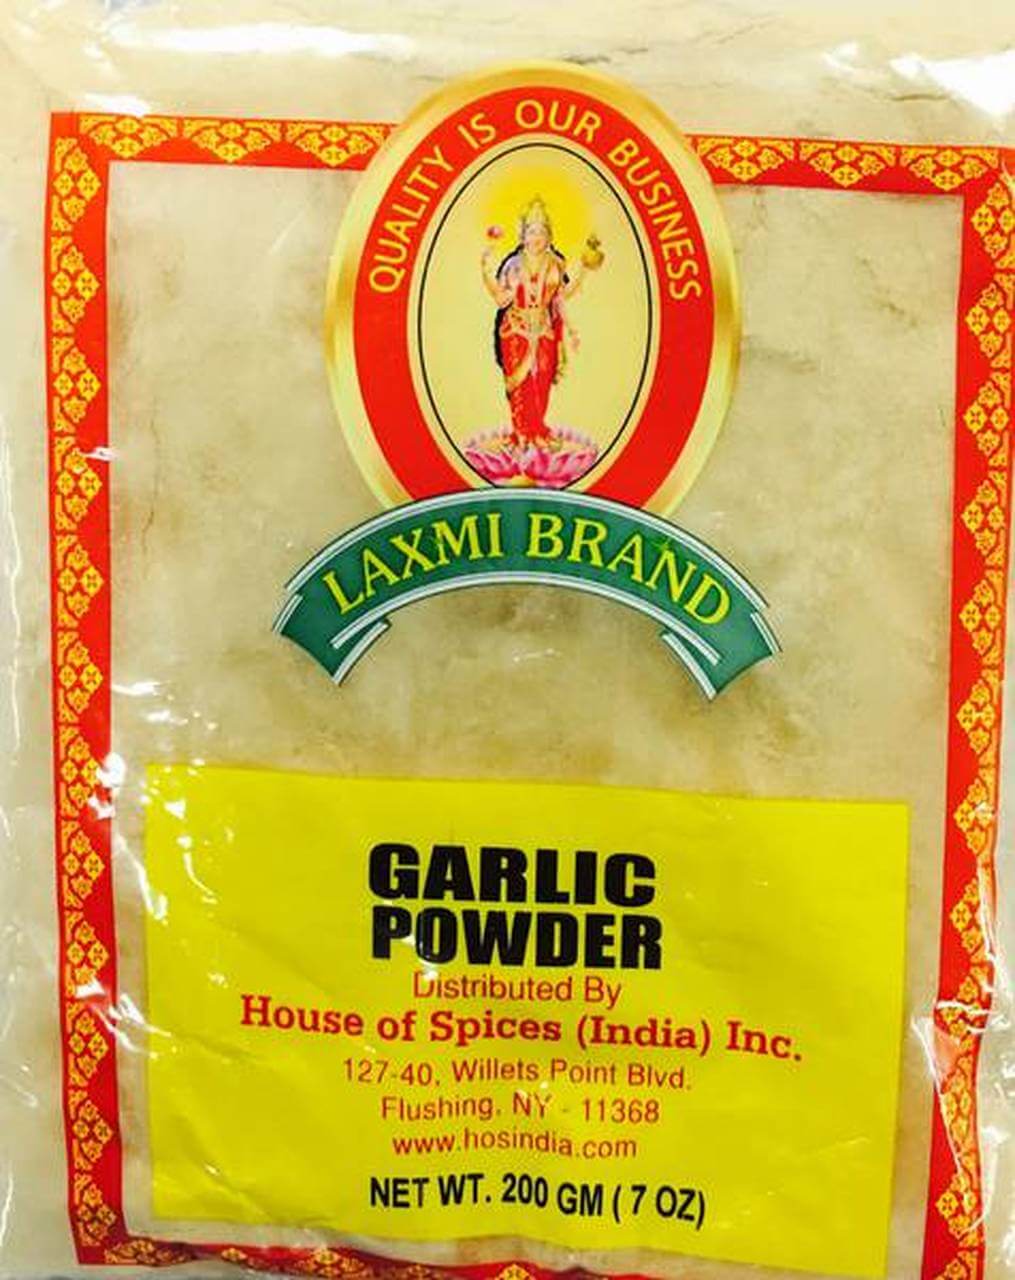 QUALITY IS OUR BUSINESS
LAXMI BRAND
GARLIC
POWDER
Distributed By
House of Spices (India) Inc.
127-40, Willets Point Blvd.
Flushing, NY - 11368
www.hosindia.com
NET WT. 200 GM ( 7 OZ)